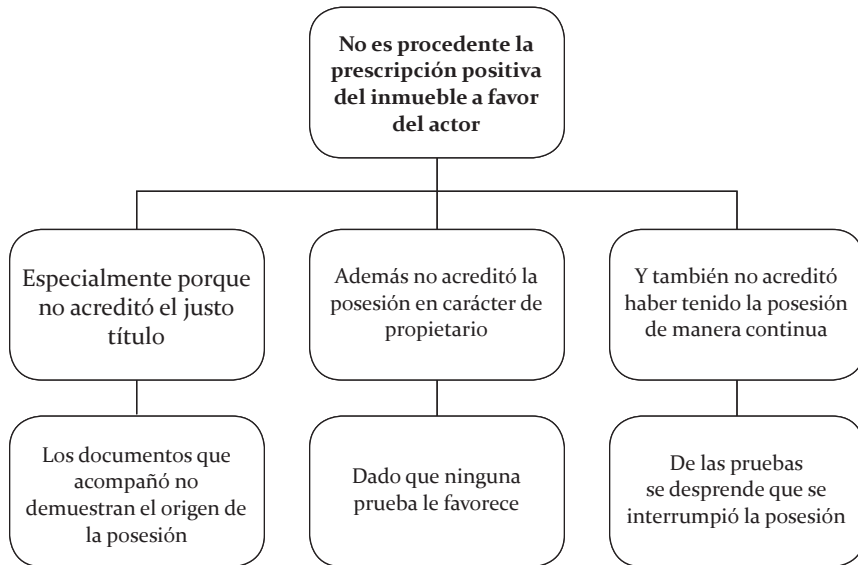 No es procedente la
prescripción positiva
del inmueble a favor
del actor
Especialmente porque
no acreditó el justo
título
Además no acreditó la
posesión en carácter de
propietario
Y también no acreditó
haber tenido la posesión
de manera continua
Los documentos que
acompañó no
demuestran el origen de
la posesión
Dado que ninguna
prueba le favorece
De las pruebas
se desprende que se
interrumpió la posesión